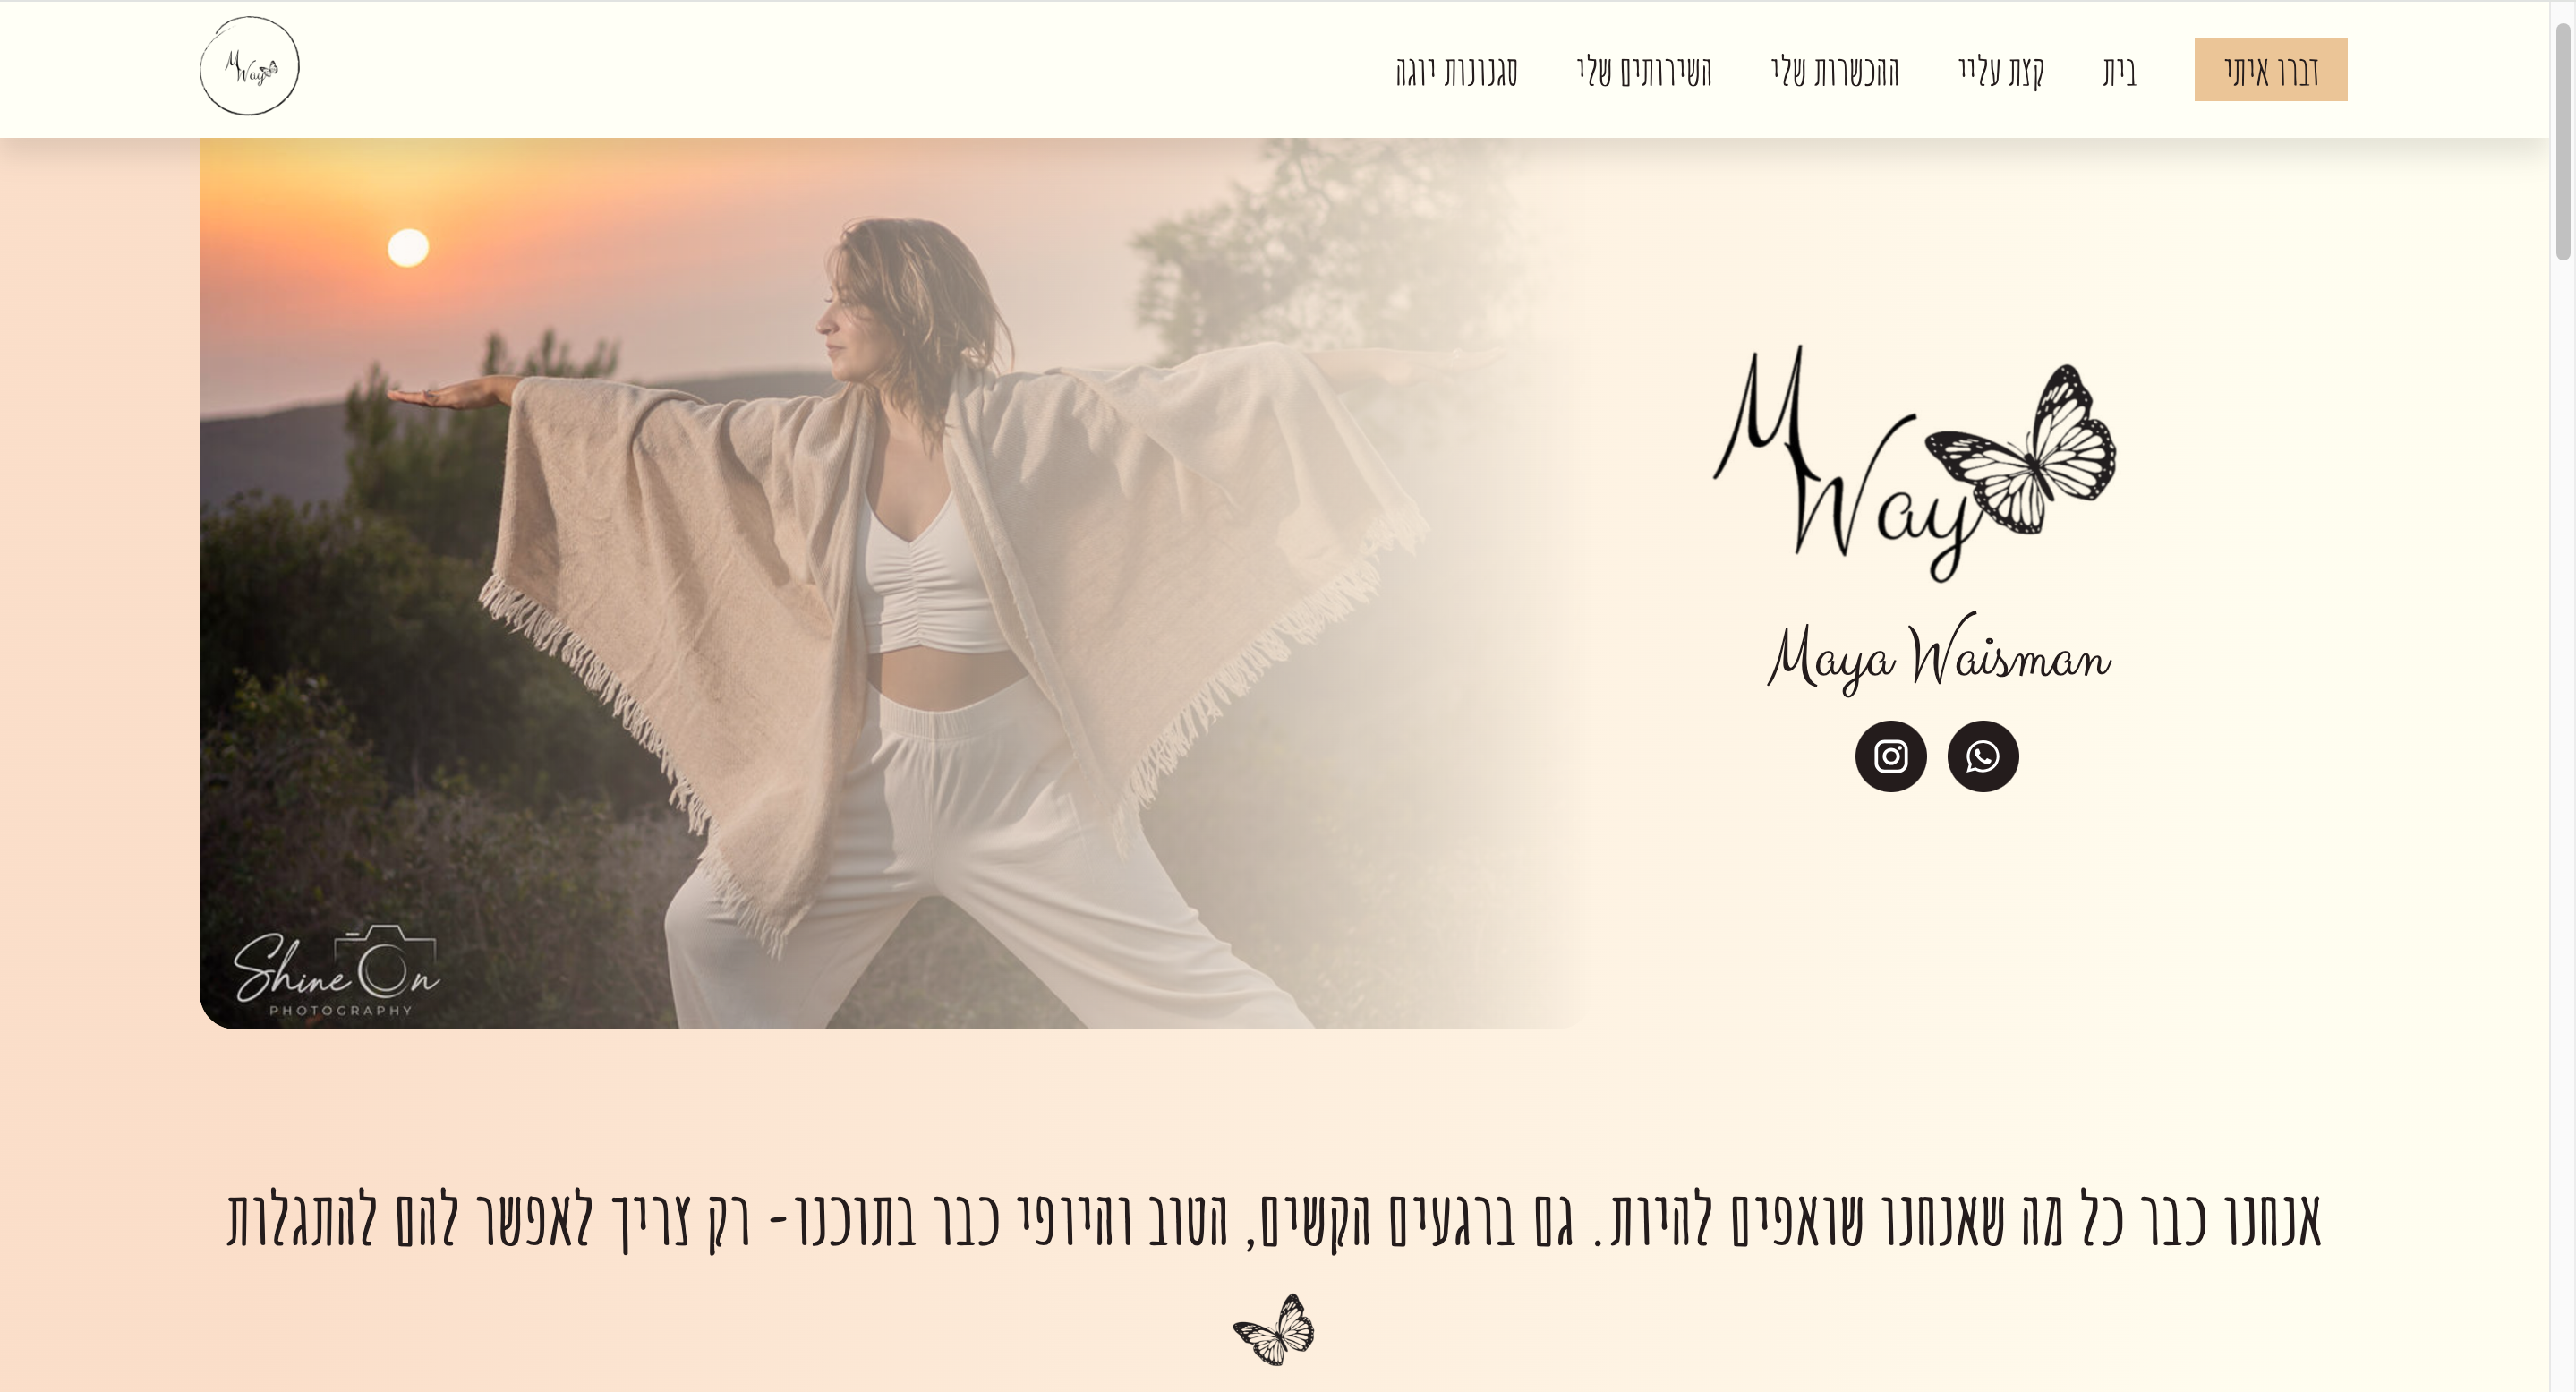 M Way
דברו איתי
בית
קצת עליי
ההכשרות שלי
השירותים שלי
סגנונות יוגה
M
Way
Maya Waisman
Shine On
PHOTOGRAPHY
אנחנו כבר כל מה שאנחנו שואפים להיות. גם ברגעים הקשים, הטוב והיופי כבר בתוכנו- רק צריך לאפשר להם להתגלות